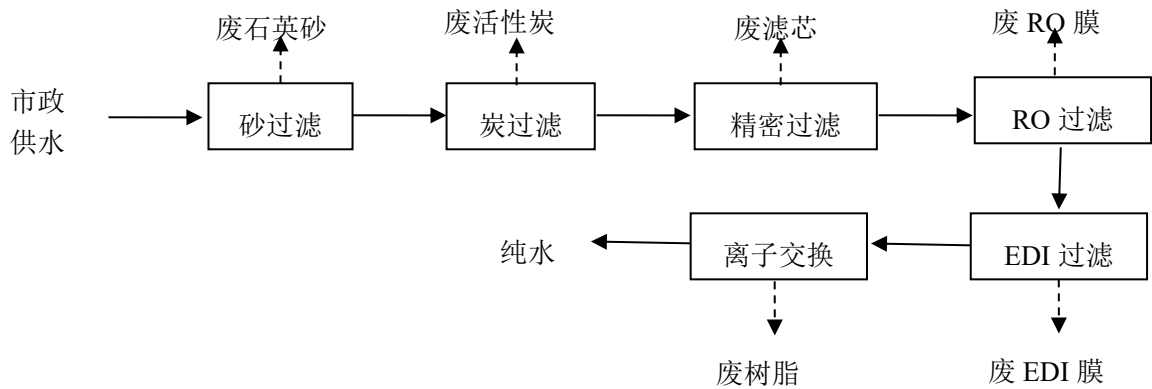 废石英砂
废活性炭
废滤芯
废 RO 膜
市政
供水
砂过滤
炭过滤
精密过滤
RO 过滤
纯水
离子交换
EDI 过滤
废树脂
废 EDI 膜